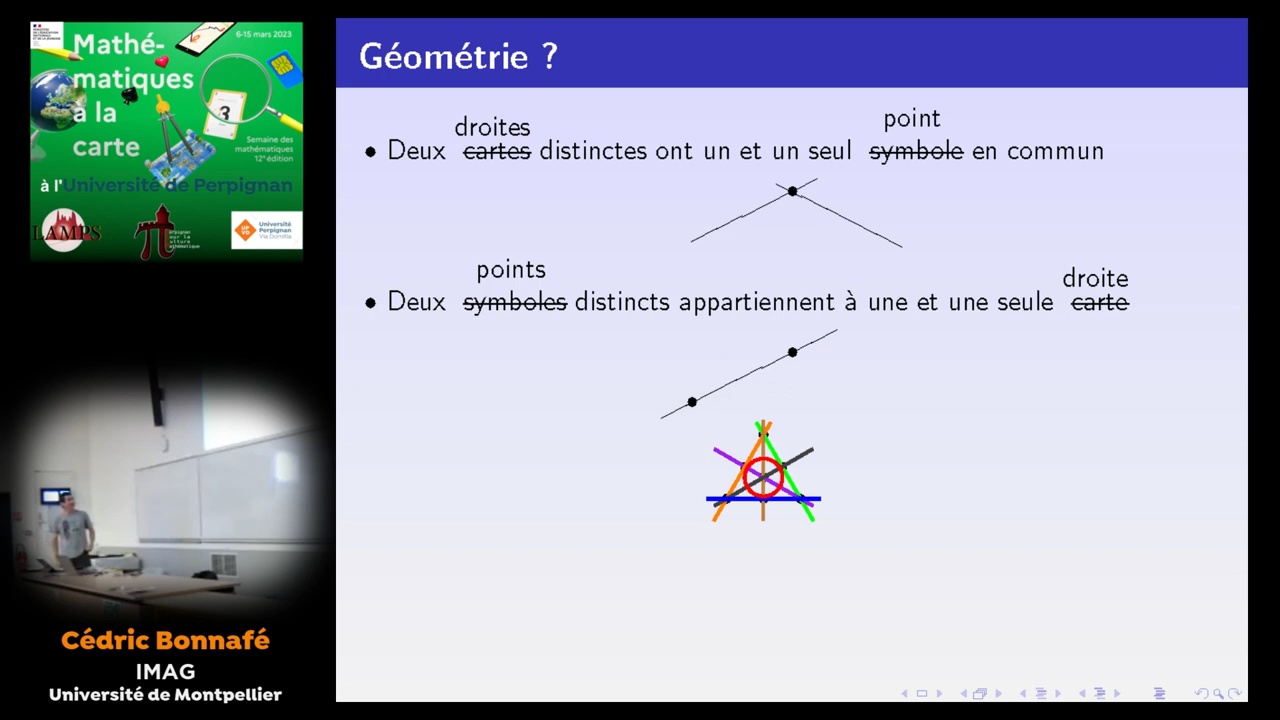 6-15 mars 2023
Mathé-
matiques
à la
carte
3
Semaine des
mathématiques
12e édition
à l'Université de Perpignan
LAMPS
Université
Perpignan
Via Domitia
Cédric Bonnafé
IMAG
Université de Montpellier
Géométrie ?
droites point
• Deux cartes distinctes ont un et un seul symbole en commun
points droite
• Deux symboles distincts appartiennent à une et une seule carte